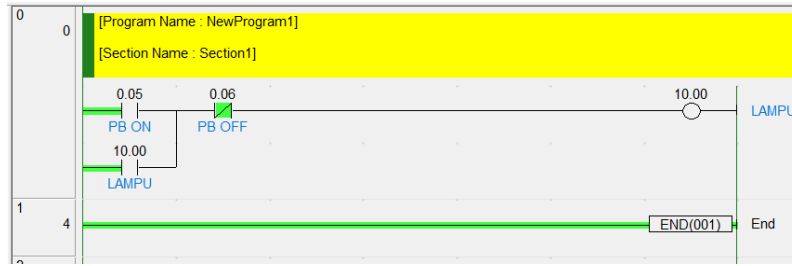 0
0
[Program Name : NewProgram1]
[Section Name : Section1]
0.05
0.06
10.00
PB ON
PB OFF
LAMPU
10.00
LAMPU
1
4
END(001)
End